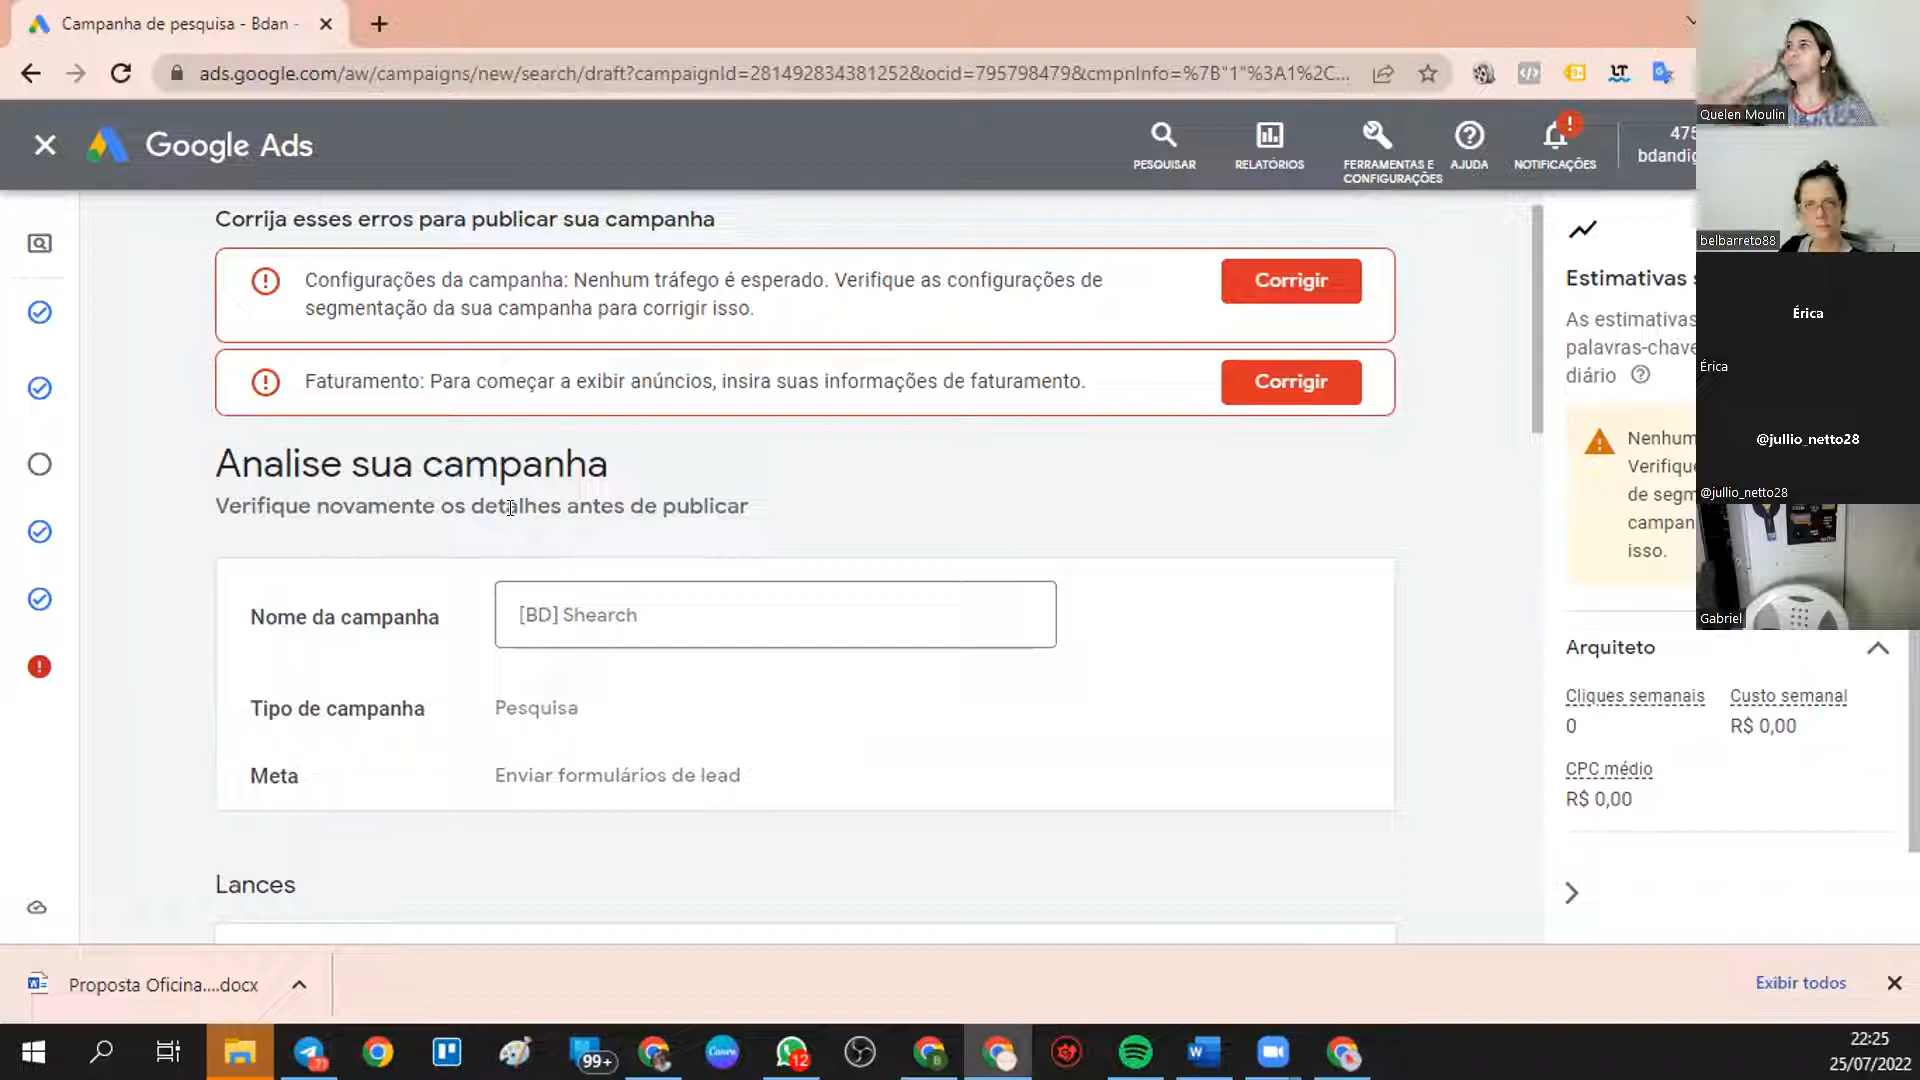 Campanha de pesquisa - Bdan -
ads.google.com/aw/campaigns/new/search/draft?campaignId=281492834381252&ocid=795798479&cmpnInfo=%7B"1"%3A1%2C...
Google Ads
PESQUISAR
RELATÓRIOS
FERRAMENTAS E
CONFIGURAÇÕES
AJUDA
NOTIFICAÇÕES
475
bdandig
Corrija esses erros para publicar sua campanha
Configurações da campanha: Nenhum tráfego é esperado. Verifique as configurações de
segmentação da sua campanha para corrigir isso.
Corrigir
Faturamento: Para começar a exibir anúncios, insira suas informações de faturamento.
Corrigir
Analise sua campanha
Verifique novamente os detalhes antes de publicar
Nome da campanha
[BD] Shearch
Tipo de campanha
Pesquisa
Meta
Enviar formulários de lead
Lances
Estimativas s
As estimativas
palavras-chave
diário
Nenhum
Verifique
de segm
campan
isso.
Arquiteto
Cliques semanais
Custo semanal
0
R$ 0,00
CPC médio
R$ 0,00
Quelen Moulin
belbarreto88
Érica
Érica
@jullio_netto28
@jullio_netto28
Gabriel
Proposta Oficina....docx
Exibir todos
99+
Canva
12
22:25
25/07/2022